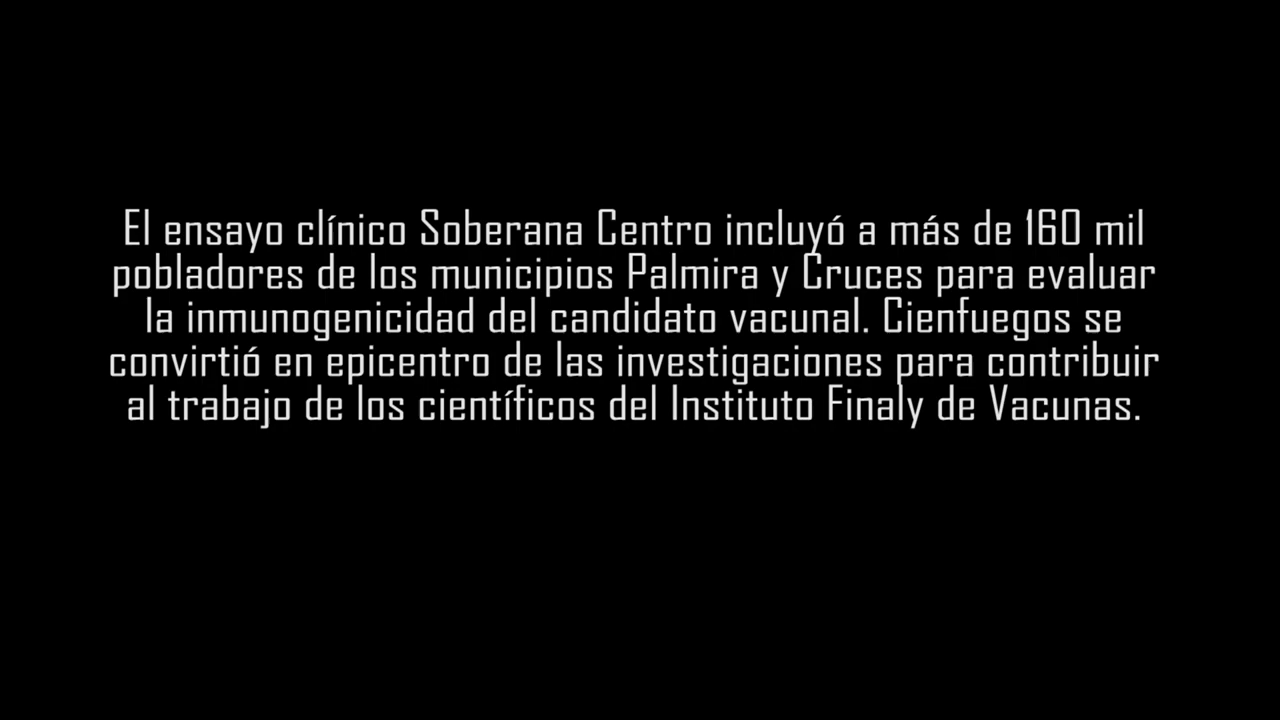 El ensayo clínico Soberana Centro incluyó a más de 160 mil
pobladores de los municipios Palmira y Cruces para evaluar
la inmunogenicidad del candidato vacunal. Cienfuegos se
convirtió en epicentro de las investigaciones para contribuir
al trabajo de los científicos del Instituto Finaly de Vacunas.